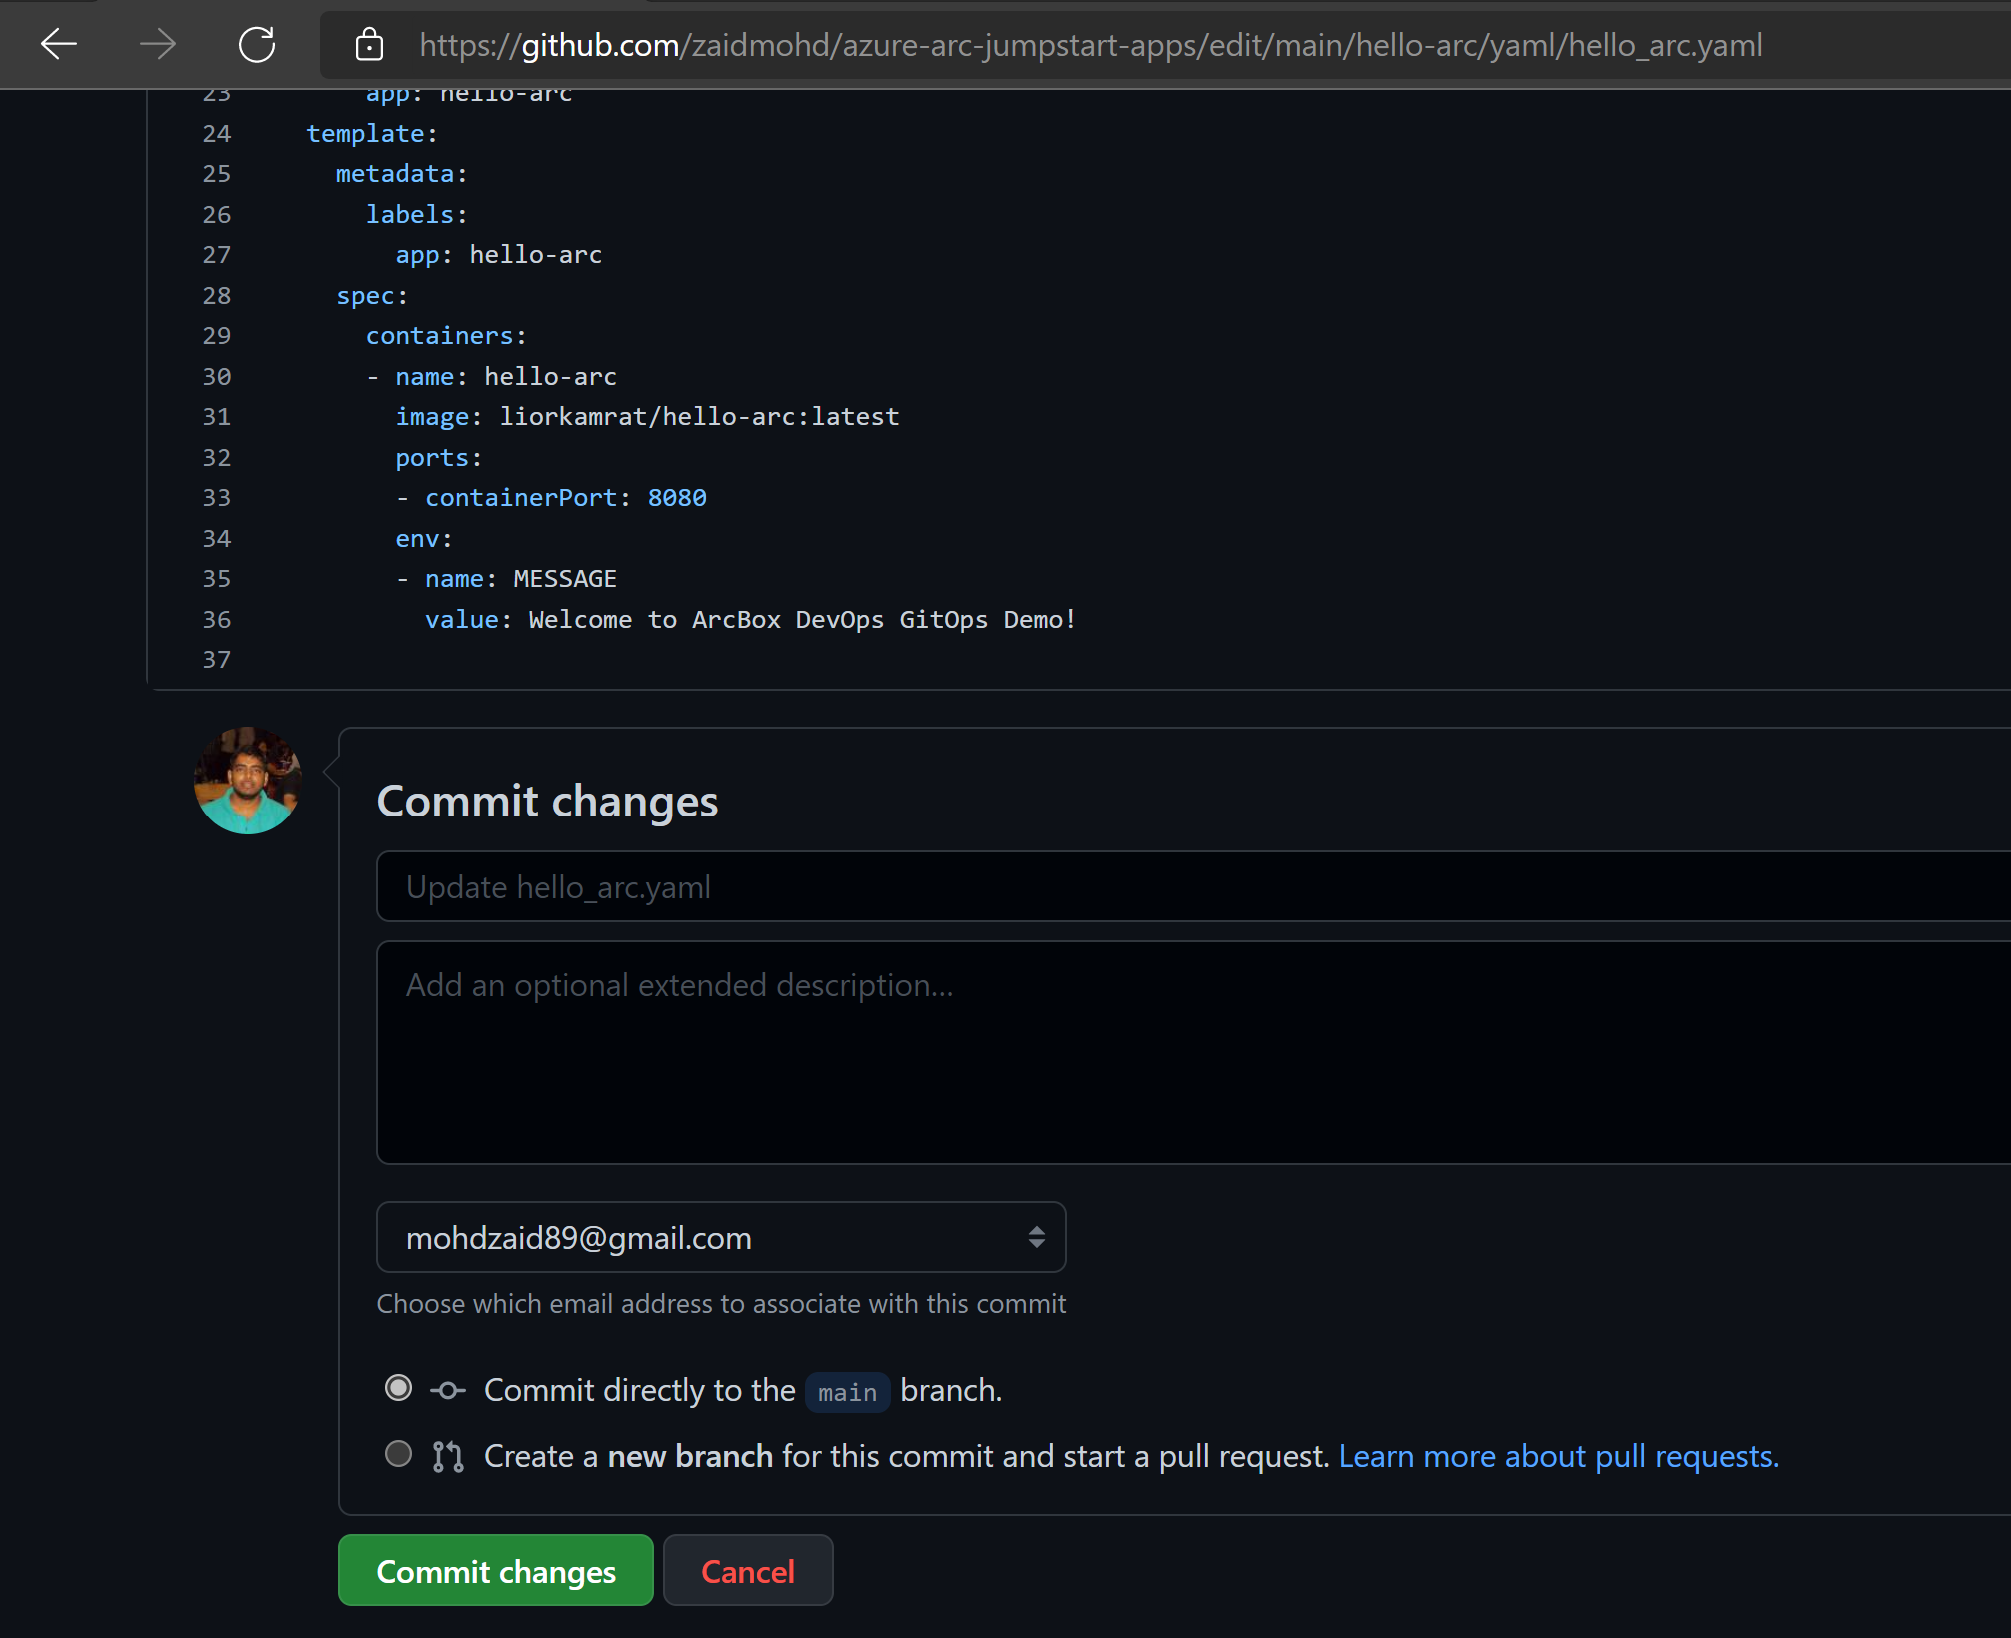 https://github.com/zaidmohd/azure-arc-jumpstart-apps/edit/main/hello-arc/yaml/hello_arc.yaml
23 app: hello-arc
24 template:
25 metadata:
26 labels:
27 app: hello-arc
28 spec:
29 containers:
30 - name: hello-arc
31 image: liorkamrat/hello-arc:latest
32 ports:
33 - containerPort: 8080
34 env:
35 - name: MESSAGE
36 value: Welcome to ArcBox DevOps GitOps Demo!
37
Commit changes
Update hello_arc.yaml
Add an optional extended description...
mohdzaid89@gmail.com
Choose which email address to associate with this commit
Commit directly to the main branch.
Create a new branch for this commit and start a pull request. Learn more about pull requests.
Commit changes Cancel